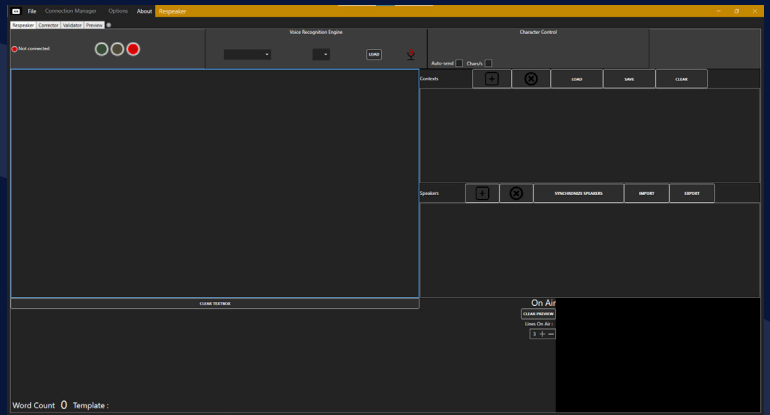 File Connection Manager Options About Respeaker
Respeaker Corrector Validator Preview
Voice Recognition Engine
Character Control
Not connected
LOAD
Auto-send Chars/s
Contexts LOAD SAVE CLEAR
Speakers SYNCHRONIZE SPEAKERS IMPORT EXPORT
CLEAR TEXTBOX
On Air
CLEAR PREVIEW
Lines On Air :
3 + −
Word Count 0 Template :